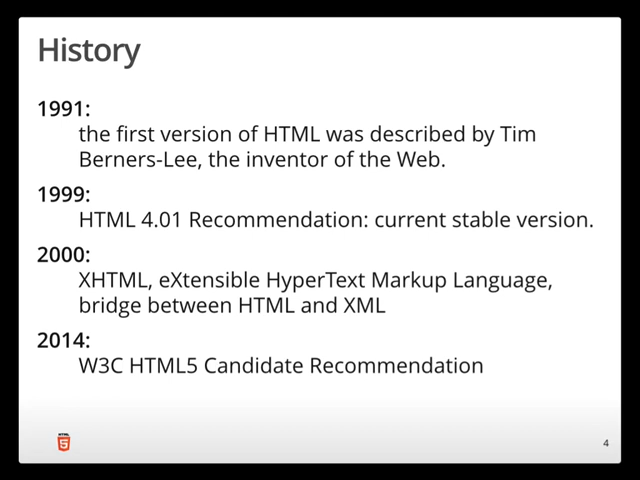 History
1991:
the first version of HTML was described by Tim
Berners-Lee, the inventor of the Web.
1999:
HTML 4.01 Recommendation: current stable version.
2000:
XHTML, eXtensible HyperText Markup Language,
bridge between HTML and XML
2014:
W3C HTML5 Candidate Recommendation
HTML
5
4